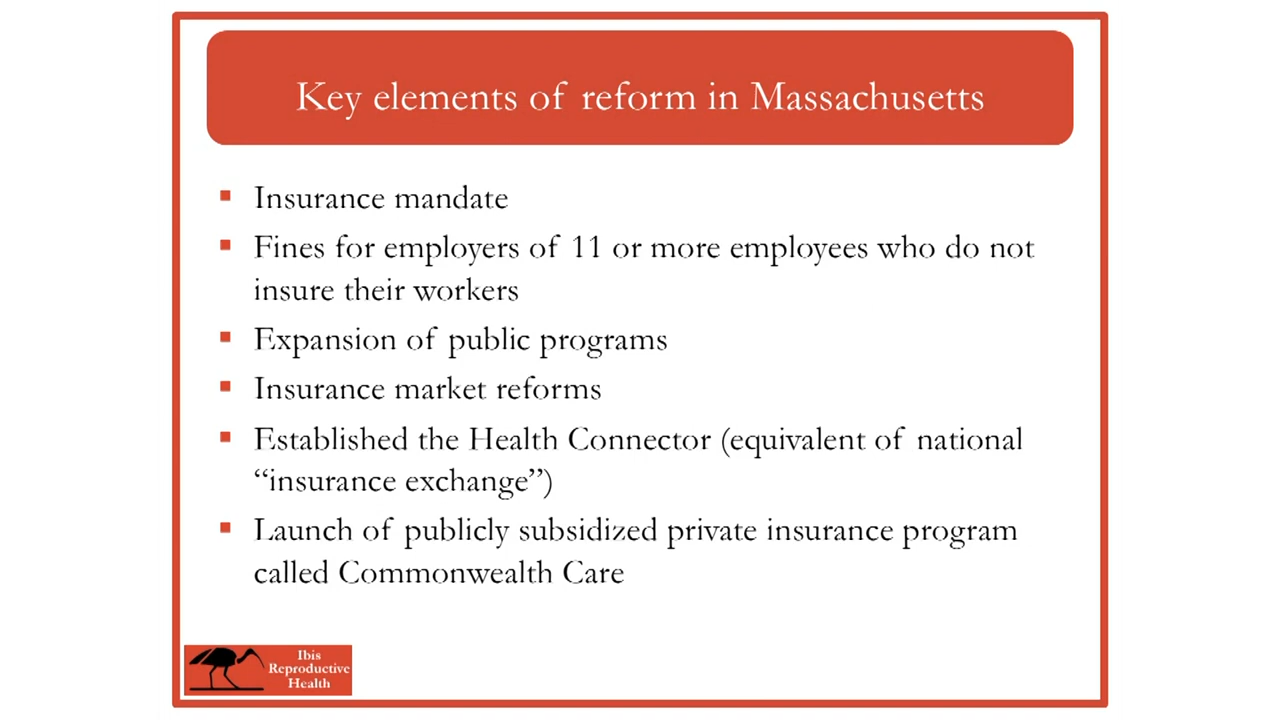 Key elements of reform in Massachusetts
▪ Insurance mandate
▪ Fines for employers of 11 or more employees who do not
insure their workers
▪ Expansion of public programs
▪ Insurance market reforms
▪ Established the Health Connector (equivalent of national
“insurance exchange”)
▪ Launch of publicly subsidized private insurance program
called Commonwealth Care
Ibis
Reproductive
Health